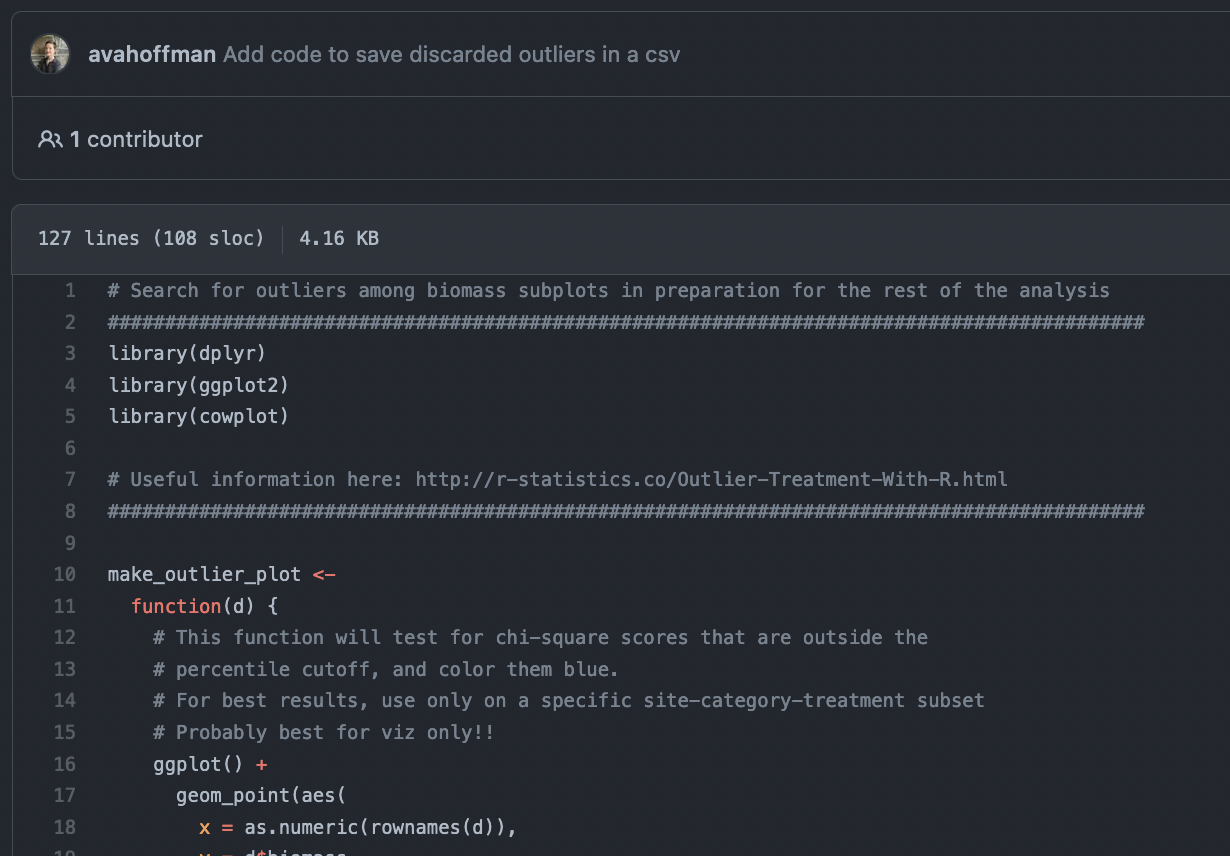 avahoffman Add code to save discarded outliers in a csv
1 contributor
127 lines (108 sloc) 4.16 KB
1 # Search for outliers among biomass subplots in preparation for the rest of the analysis
2 ###########################################################################################
3 library(dplyr)
4 library(ggplot2)
5 library(cowplot)
6
7 # Useful information here: http://r-statistics.co/Outlier-Treatment-With-R.html
8 ###########################################################################################
9
10 make_outlier_plot <-
11 function(d) {
12 # This function will test for chi-square scores that are outside the
13 # percentile cutoff, and color them blue.
14 # For best results, use only on a specific site-category-treatment subset
15 # Probably best for viz only!!
16 ggplot() +
17 geom_point(aes(
18 x = as.numeric(rownames(d)),
19 y = d$biomass